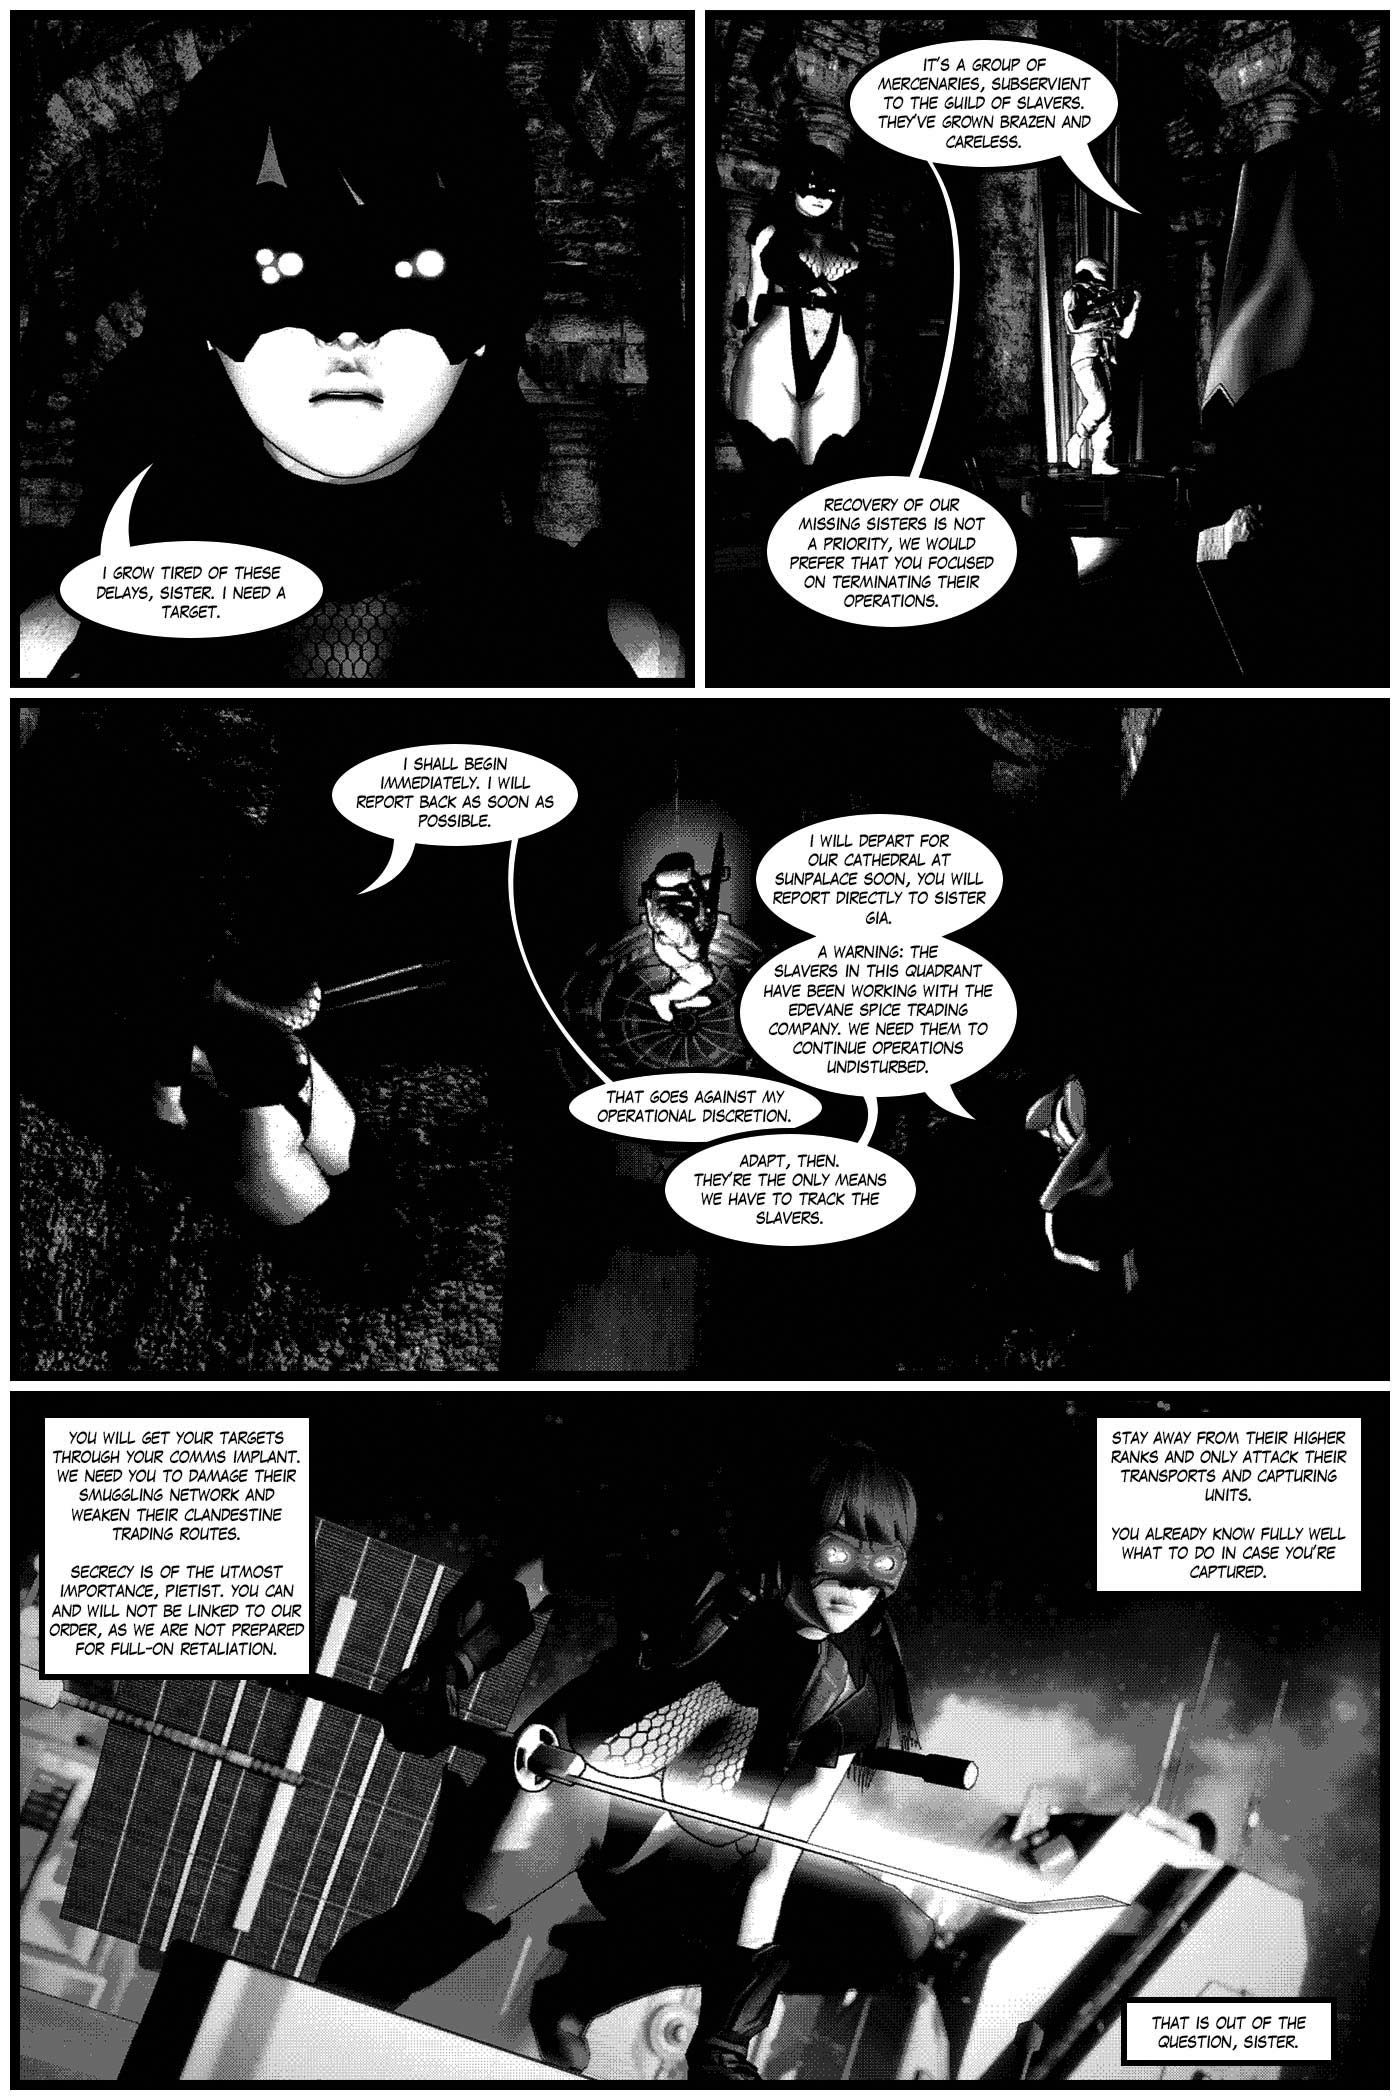 I GROW TIRED OF THESE
DELAYS, SISTER. I NEED A
TARGET.
IT'S A GROUP OF
MERCENARIES, SUBSERVIENT
TO THE GUILD OF SLAVERS.
THEY'VE GROWN BRAZEN AND
CARELESS.
RECOVERY OF OUR
MISSING SISTERS IS NOT
A PRIORITY, WE WOULD
PREFER THAT YOU FOCUSED
ON TERMINATING THEIR
OPERATIONS.
I SHALL BEGIN
IMMEDIATELY. I WILL
REPORT BACK AS SOON AS
POSSIBLE.
I WILL DEPART FOR
OUR CATHEDRAL AT
SUNPALACE SOON, YOU WILL
REPORT DIRECTLY TO SISTER
GIA.
A WARNING: THE
SLAVERS IN THIS QUADRANT
HAVE BEEN WORKING WITH THE
EDEVANE SPICE TRADING
COMPANY. WE NEED THEM TO
CONTINUE OPERATIONS
UNDISTURBED.
THAT GOES AGAINST MY
OPERATIONAL DISCRETION.
ADAPT, THEN.
THEY'RE THE ONLY MEANS
WE HAVE TO TRACK THE
SLAVERS.
YOU WILL GET YOUR TARGETS
THROUGH YOUR COMMS IMPLANT.
WE NEED YOU TO DAMAGE THEIR
SMUGGLING NETWORK AND
WEAKEN THEIR CLANDESTINE
TRADING ROUTES.
SECRECY IS OF THE UTMOST
IMPORTANCE, PIETIST. YOU CAN
AND WILL NOT BE LINKED TO OUR
ORDER, AS WE ARE NOT PREPARED
FOR FULL-ON RETALIATION.
STAY AWAY FROM THEIR HIGHER
RANKS AND ONLY ATTACK THEIR
TRANSPORTS AND CAPTURING
UNITS.
YOU ALREADY KNOW FULLY WELL
WHAT TO DO IN CASE YOU'RE
CAPTURED.
THAT IS OUT OF THE
QUESTION, SISTER.